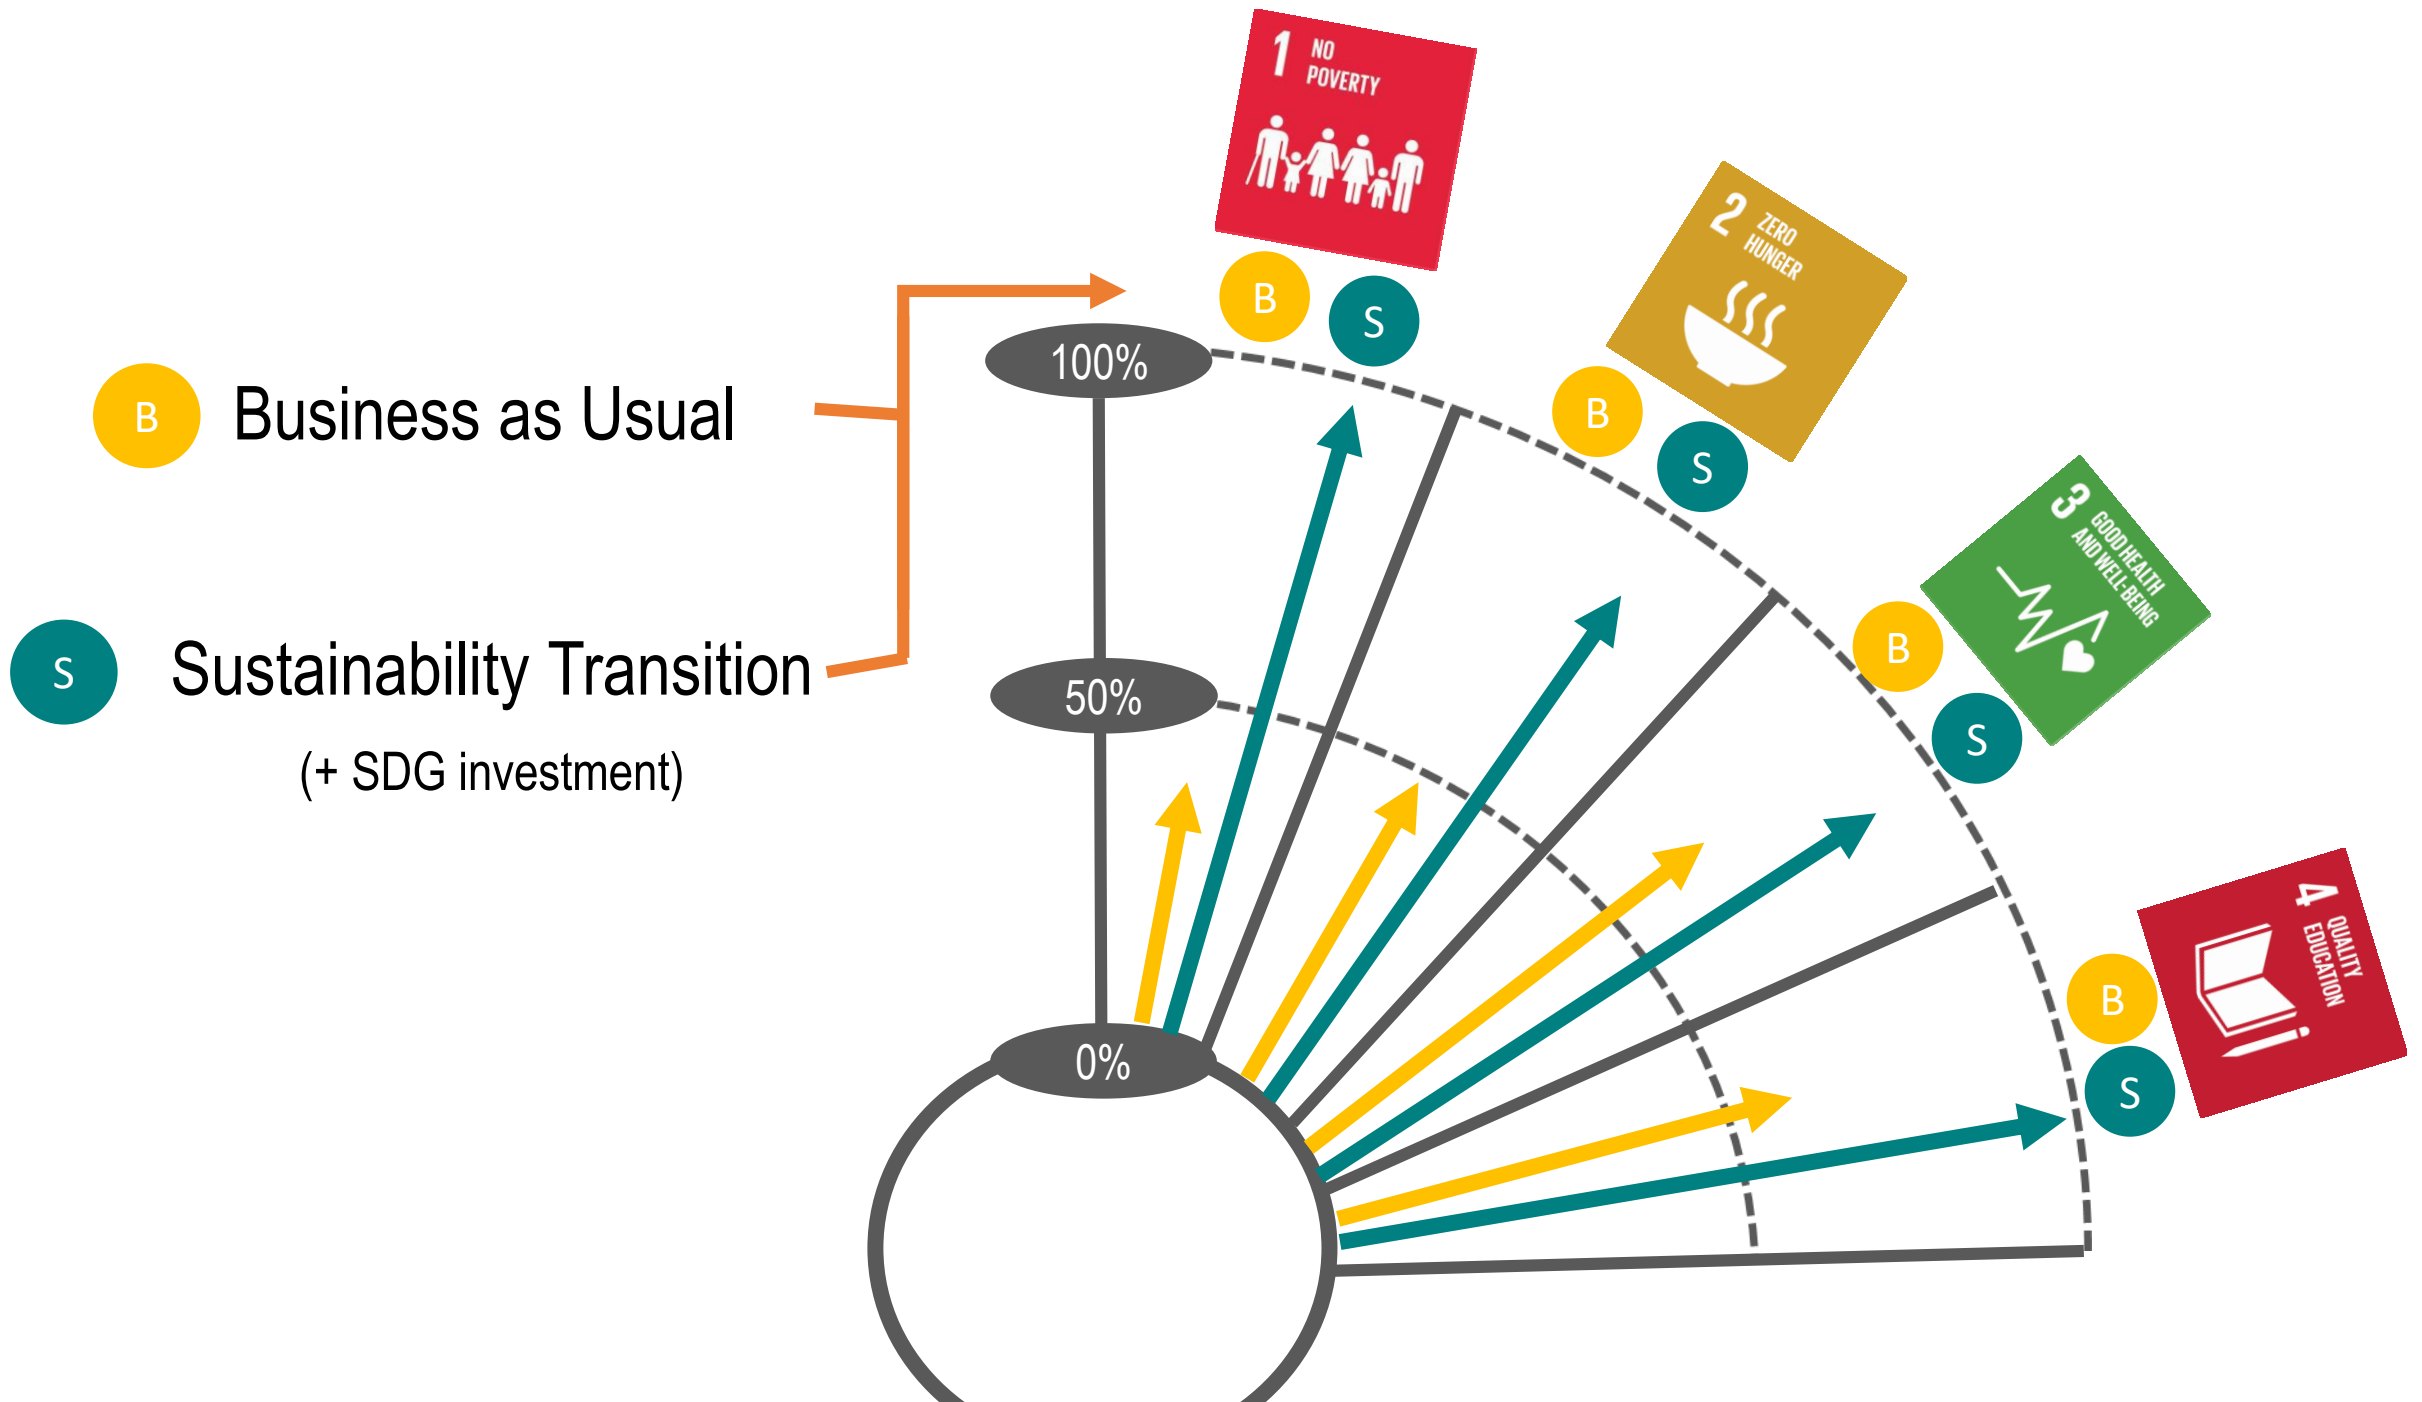 1 NO
POVERTY
B
S
2 ZERO
HUNGER
B
S
3 GOOD HEALTH
AND WELL-BEING
B
S
4 QUALITY
EDUCATION
B
S
100%
50%
0%
B Business as Usual
S Sustainability Transition
(+ SDG investment)